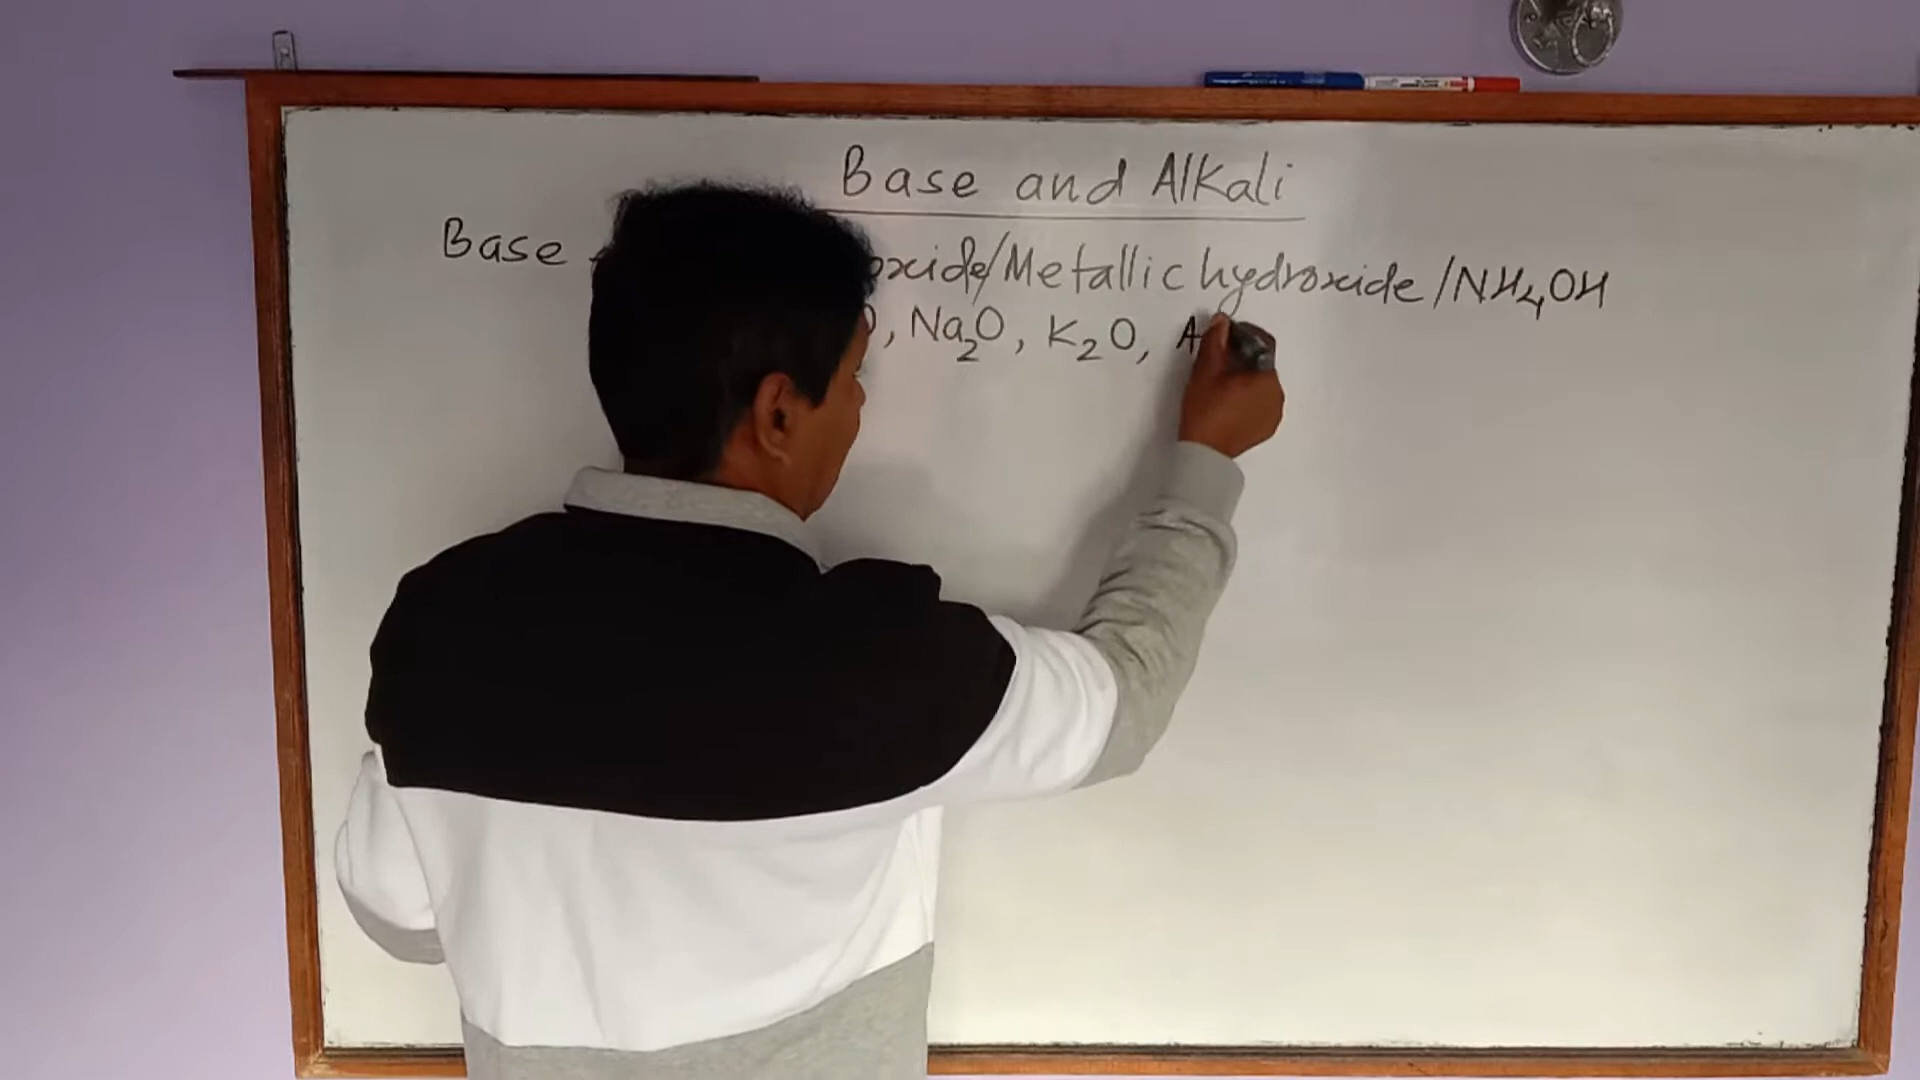 Base and Alkali
Base oxide/Metallic hydroxide/NH₄OH
, Na₂O, K₂O, A